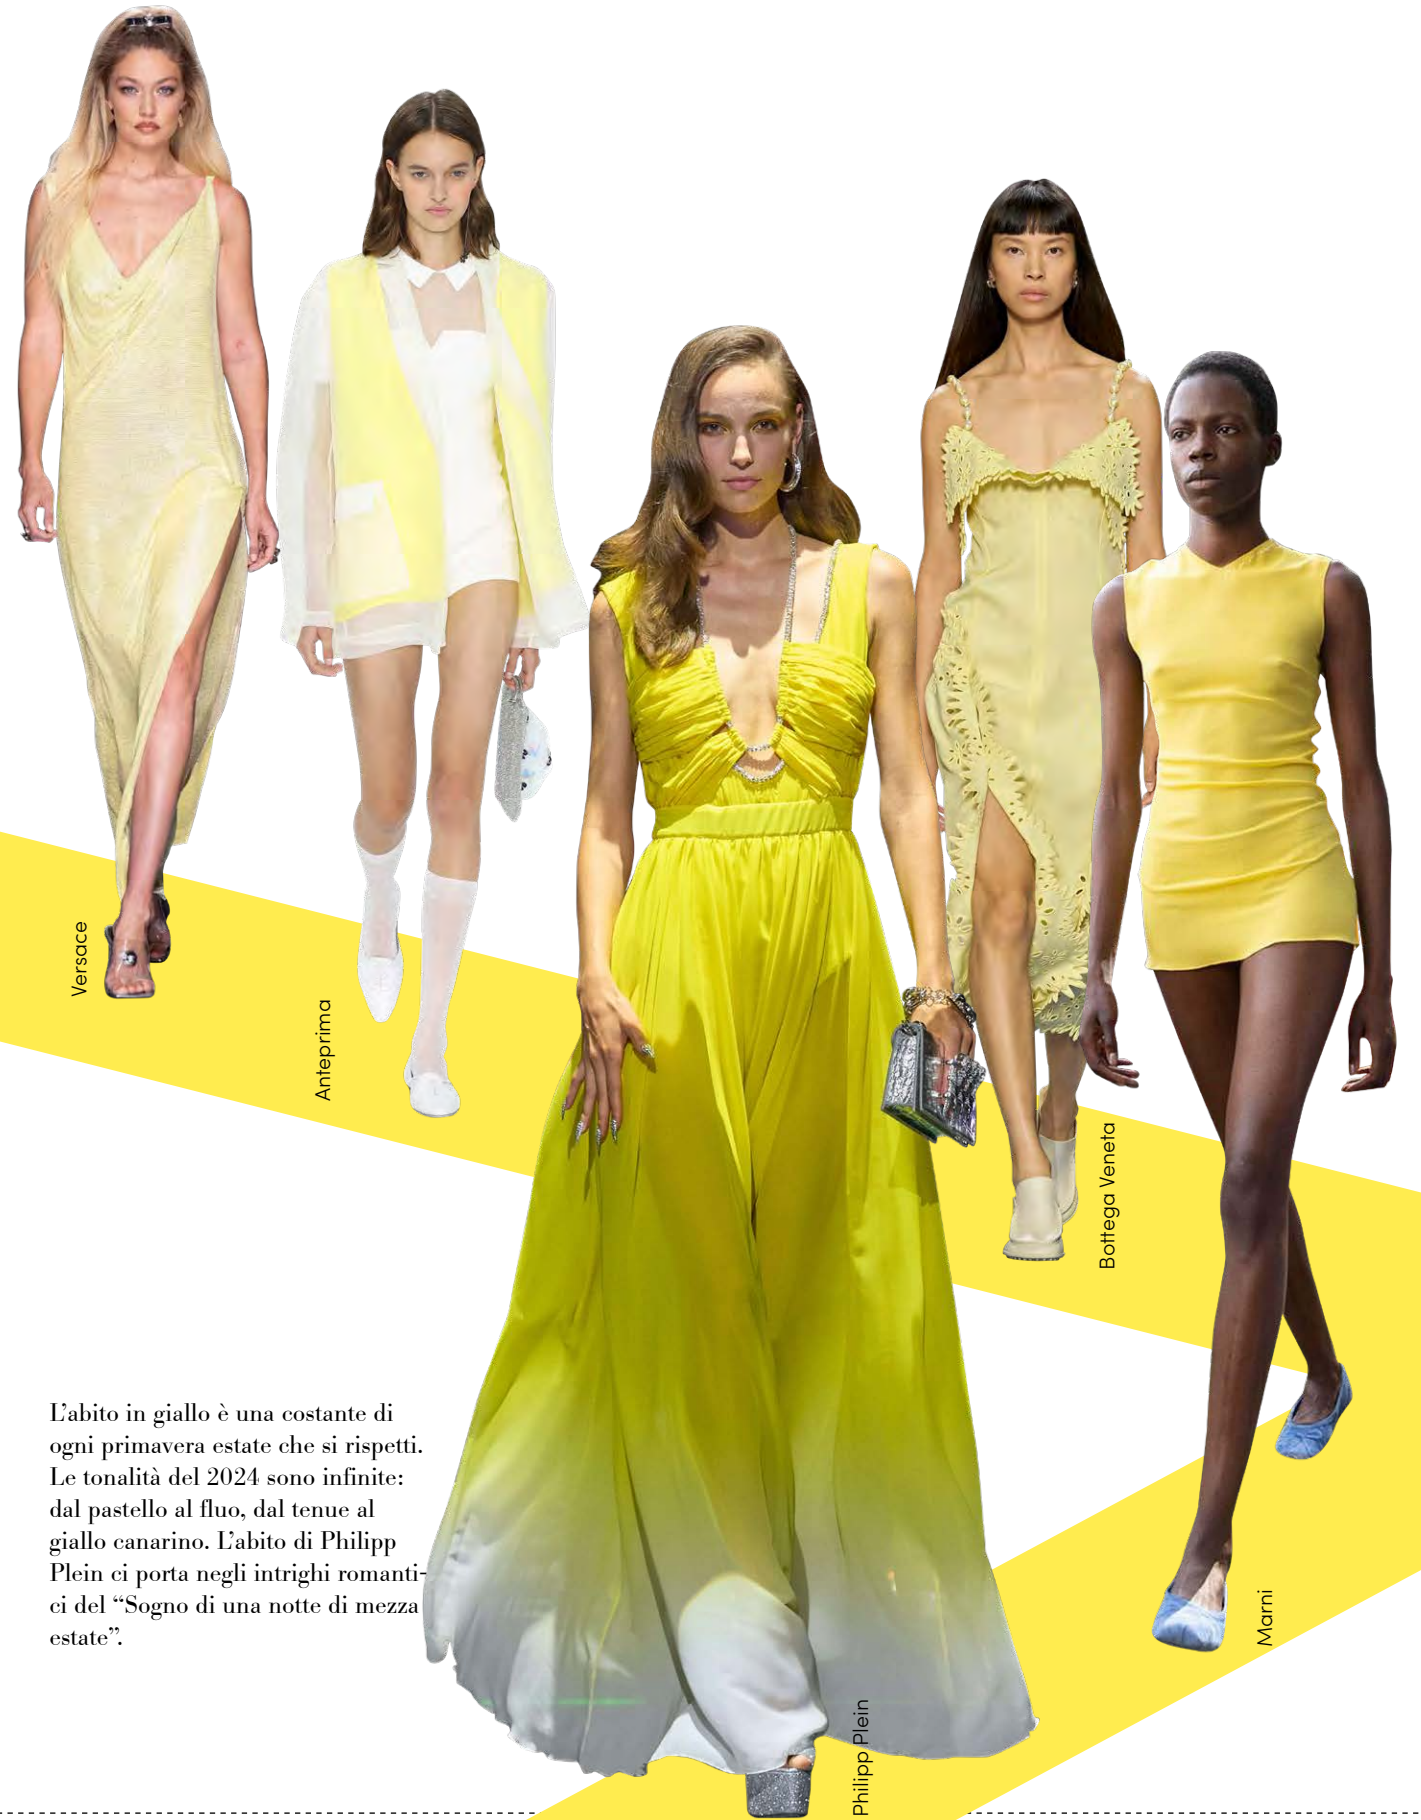 Versace
Anteprima
Bottega Veneta
Marni
Philipp Plein
L’abito in giallo è una costante di
ogni primavera estate che si rispetti.
Le tonalità del 2024 sono infinite:
dal pastello al fluo, dal tenue al
giallo canarino. L’abito di Philipp
Plein ci porta negli intrighi romanti-
ci del “Sogno di una notte di mezza
estate”.